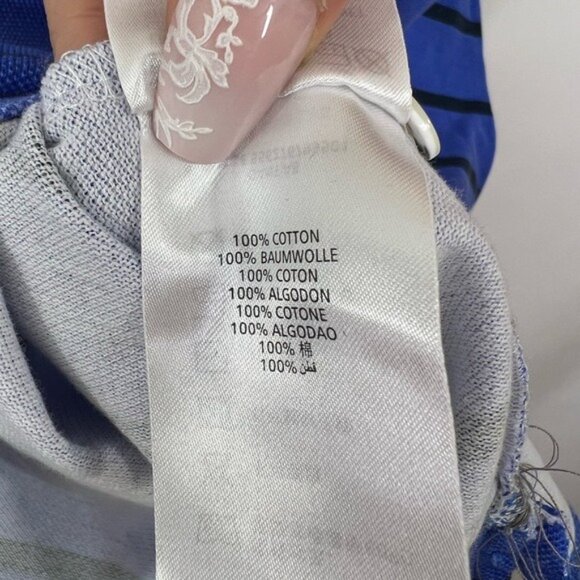 100% COTTON
100% BAUMWOLLE
100% COTON
100% ALGODON
100% COTONE
100% ALGODAO
100% 棉
100% قطن